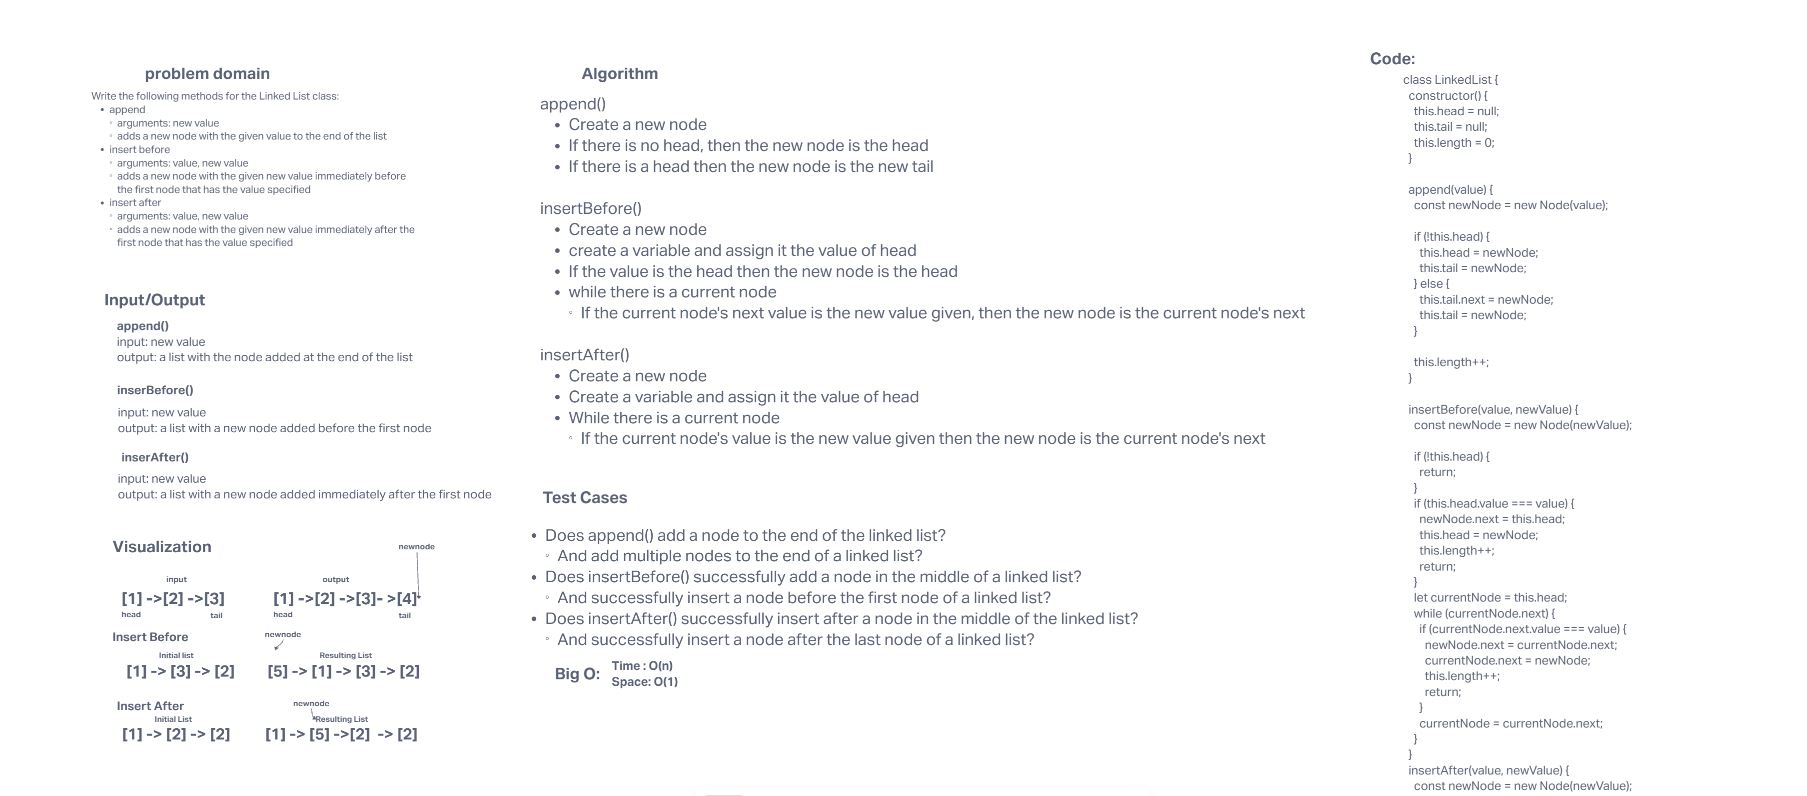 problem domain
Write the following methods for the Linked List class:
• append
◦ arguments: new value
◦ adds a new node with the given value to the end of the list
• insert before
◦ arguments: value, new value
◦ adds a new node with the given new value immediately before
the first node that has the value specified
• insert after
◦ arguments: value, new value
◦ adds a new node with the given new value immediately after the
first node that has the value specified
Input/Output
append()
input: new value
output: a list with the node added at the end of the list
inserBefore()
input: new value
output: a list with a new node added before the first node
inserAfter()
input: new value
output: a list with a new node added immediately after the first node
Visualization
newnode
input output
[1] ->[2] ->[3] [1] ->[2] ->[3]- >[4]
head tail head tail
Insert Before newnode
Initial list Resulting List
[1] -> [3] -> [2] [5] -> [1] -> [3] -> [2]
Insert After newnode
Initial List Resulting List
[1] -> [2] -> [2] [1] -> [5] ->[2] -> [2]
Algorithm
append()
• Create a new node
• If there is no head, then the new node is the head
• If there is a head then the new node is the new tail
insertBefore()
• Create a new node
• create a variable and assign it the value of head
• If the value is the head then the new node is the head
• while there is a current node
◦ If the current node's next value is the new value given, then the new node is the current node's next
insertAfter()
• Create a new node
• Create a variable and assign it the value of head
• While there is a current node
◦ If the current node's value is the new value given then the new node is the current node's next
Test Cases
• Does append() add a node to the end of the linked list?
◦ And add multiple nodes to the end of a linked list?
• Does insertBefore() successfully add a node in the middle of a linked list?
◦ And successfully insert a node before the first node of a linked list?
• Does insertAfter() successfully insert after a node in the middle of the linked list?
◦ And successfully insert a node after the last node of a linked list?
Big O: Time : O(n)
Space: O(1)
Code:
class LinkedList {
constructor() {
this.head = null;
this.tail = null;
this.length = 0;
}
append(value) {
const newNode = new Node(value);
if (!this.head) {
this.head = newNode;
this.tail = newNode;
} else {
this.tail.next = newNode;
this.tail = newNode;
}
this.length++;
}
insertBefore(value, newValue) {
const newNode = new Node(newValue);
if (!this.head) {
return;
}
if (this.head.value === value) {
newNode.next = this.head;
this.head = newNode;
this.length++;
return;
}
let currentNode = this.head;
while (currentNode.next) {
if (currentNode.next.value === value) {
newNode.next = currentNode.next;
currentNode.next = newNode;
this.length++;
return;
}
currentNode = currentNode.next;
}
}
insertAfter(value, newValue) {
const newNode = new Node(newValue);